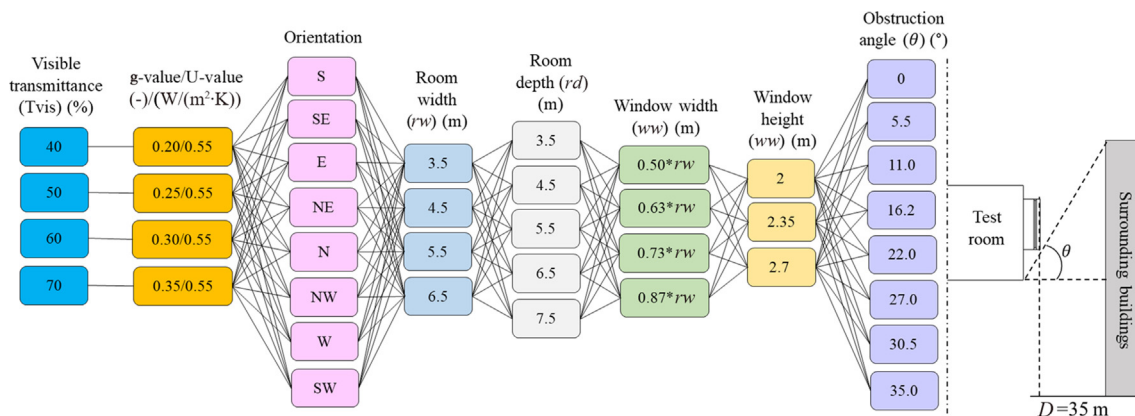 Visible
transmittance
(Tvis) (%)
40
50
60
70
g-value/U-value
(-)/(W/(m²·K))
0.20/0.55
0.25/0.55
0.30/0.55
0.35/0.55
Orientation
S
SE
E
NE
N
NW
W
SW
Room
width
(rw) (m)
3.5
4.5
5.5
6.5
Room
depth (rd)
(m)
3.5
4.5
5.5
6.5
7.5
Window width
(ww) (m)
0.50*rw
0.63*rw
0.73*rw
0.87*rw
Window
height
(ww) (m)
2
2.35
2.7
Obstruction
angle (θ) (°)
0
5.5
11.0
16.2
22.0
27.0
30.5
35.0
Test
room
θ
Surrounding buildings
D =35 m